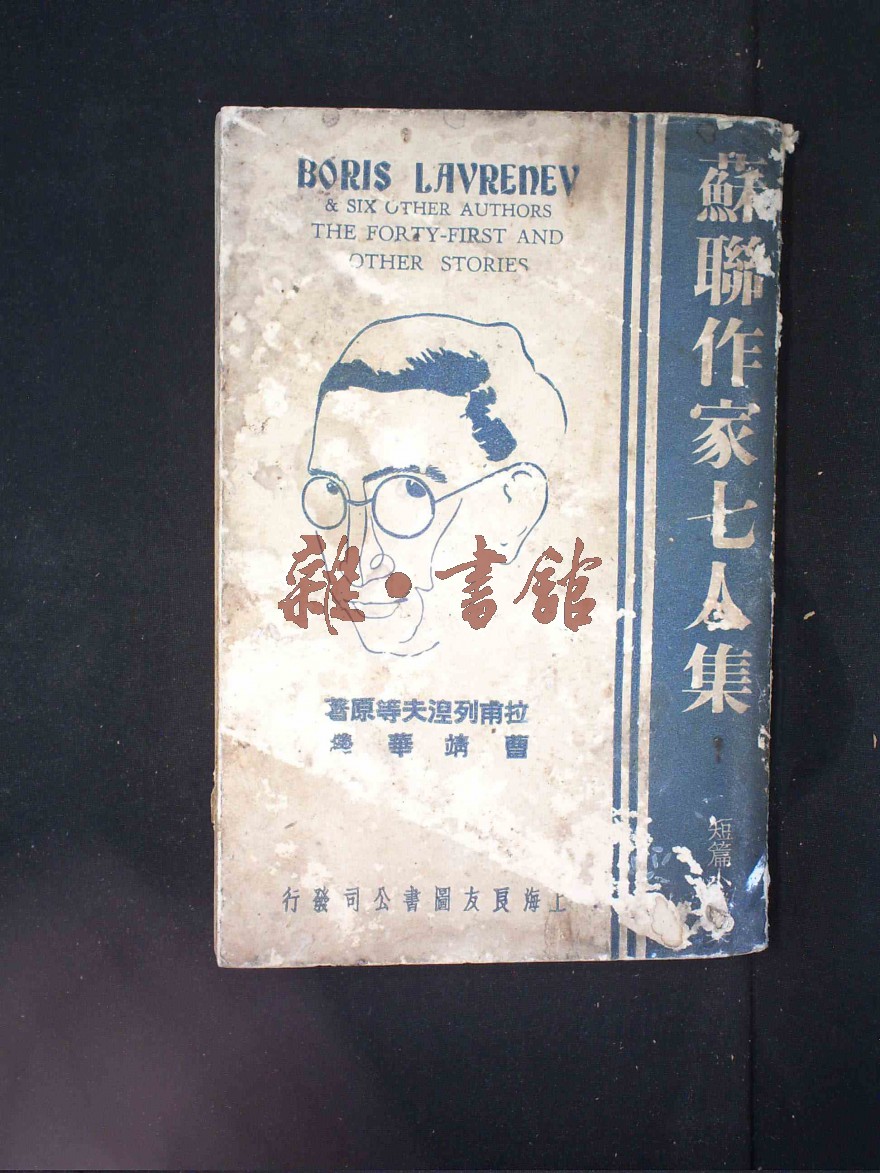 BORIS LAVRENEV
& SIX OTHER AUTHORS
THE FORTY-FIRST AND
OTHER STORIES
蘇聯作家七人集
短篇小
雜·書館
拉甫列湼夫等原著
曹靖華
上海良友圖書公司發行